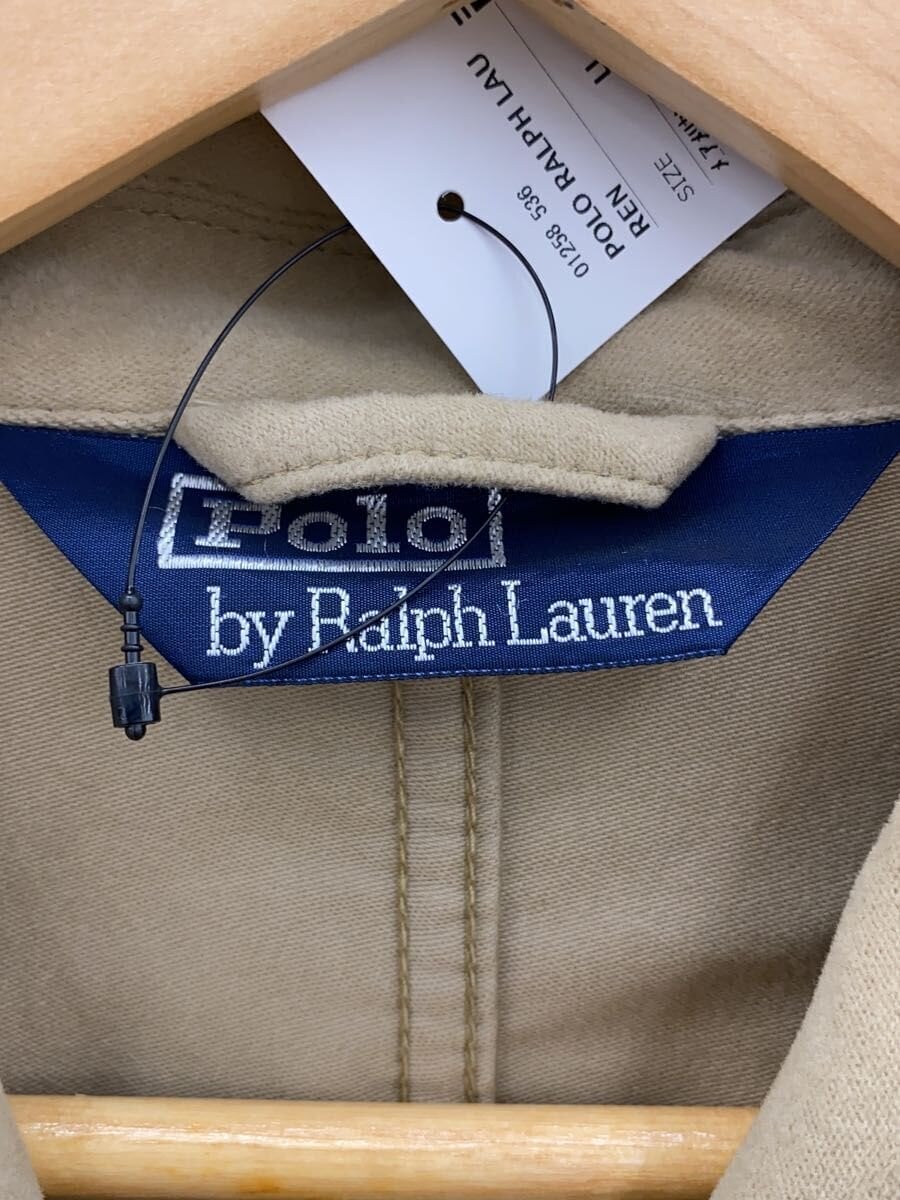 SIZE
POLO RALPH LAU
REN
01258 536
Polo
by Ralph Lauren